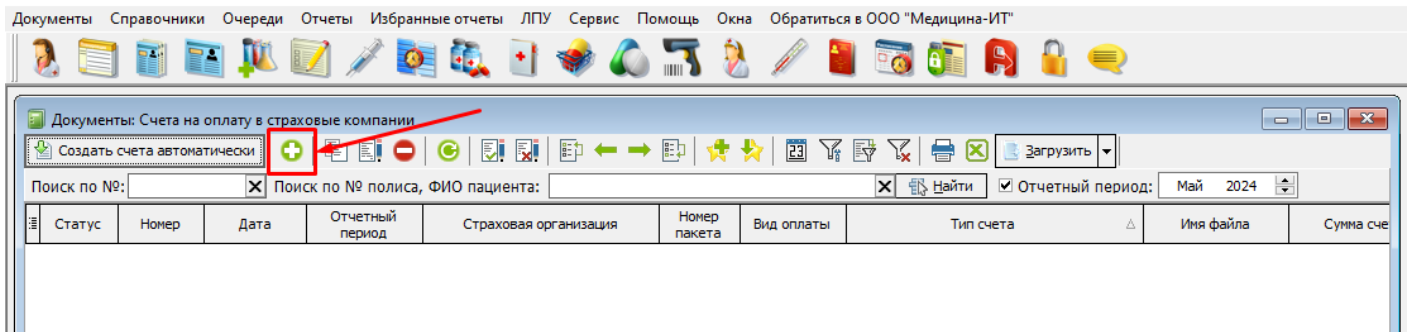 Документы Справочники Очереди Отчеты Избранные отчеты ЛПУ Сервис Помощь Окна Обратиться в ООО "Медицина-ИТ"
Документы: Счета на оплату в страховые компании
Создать счета автоматически 23 Загрузить
Поиск по №: Поиск по № полиса, ФИО пациента: Найти Отчетный период: Май 2024
Статус Номер Дата Отчетный период Страховая организация Номер пакета Вид оплаты Тип счета Имя файла Сумма сче